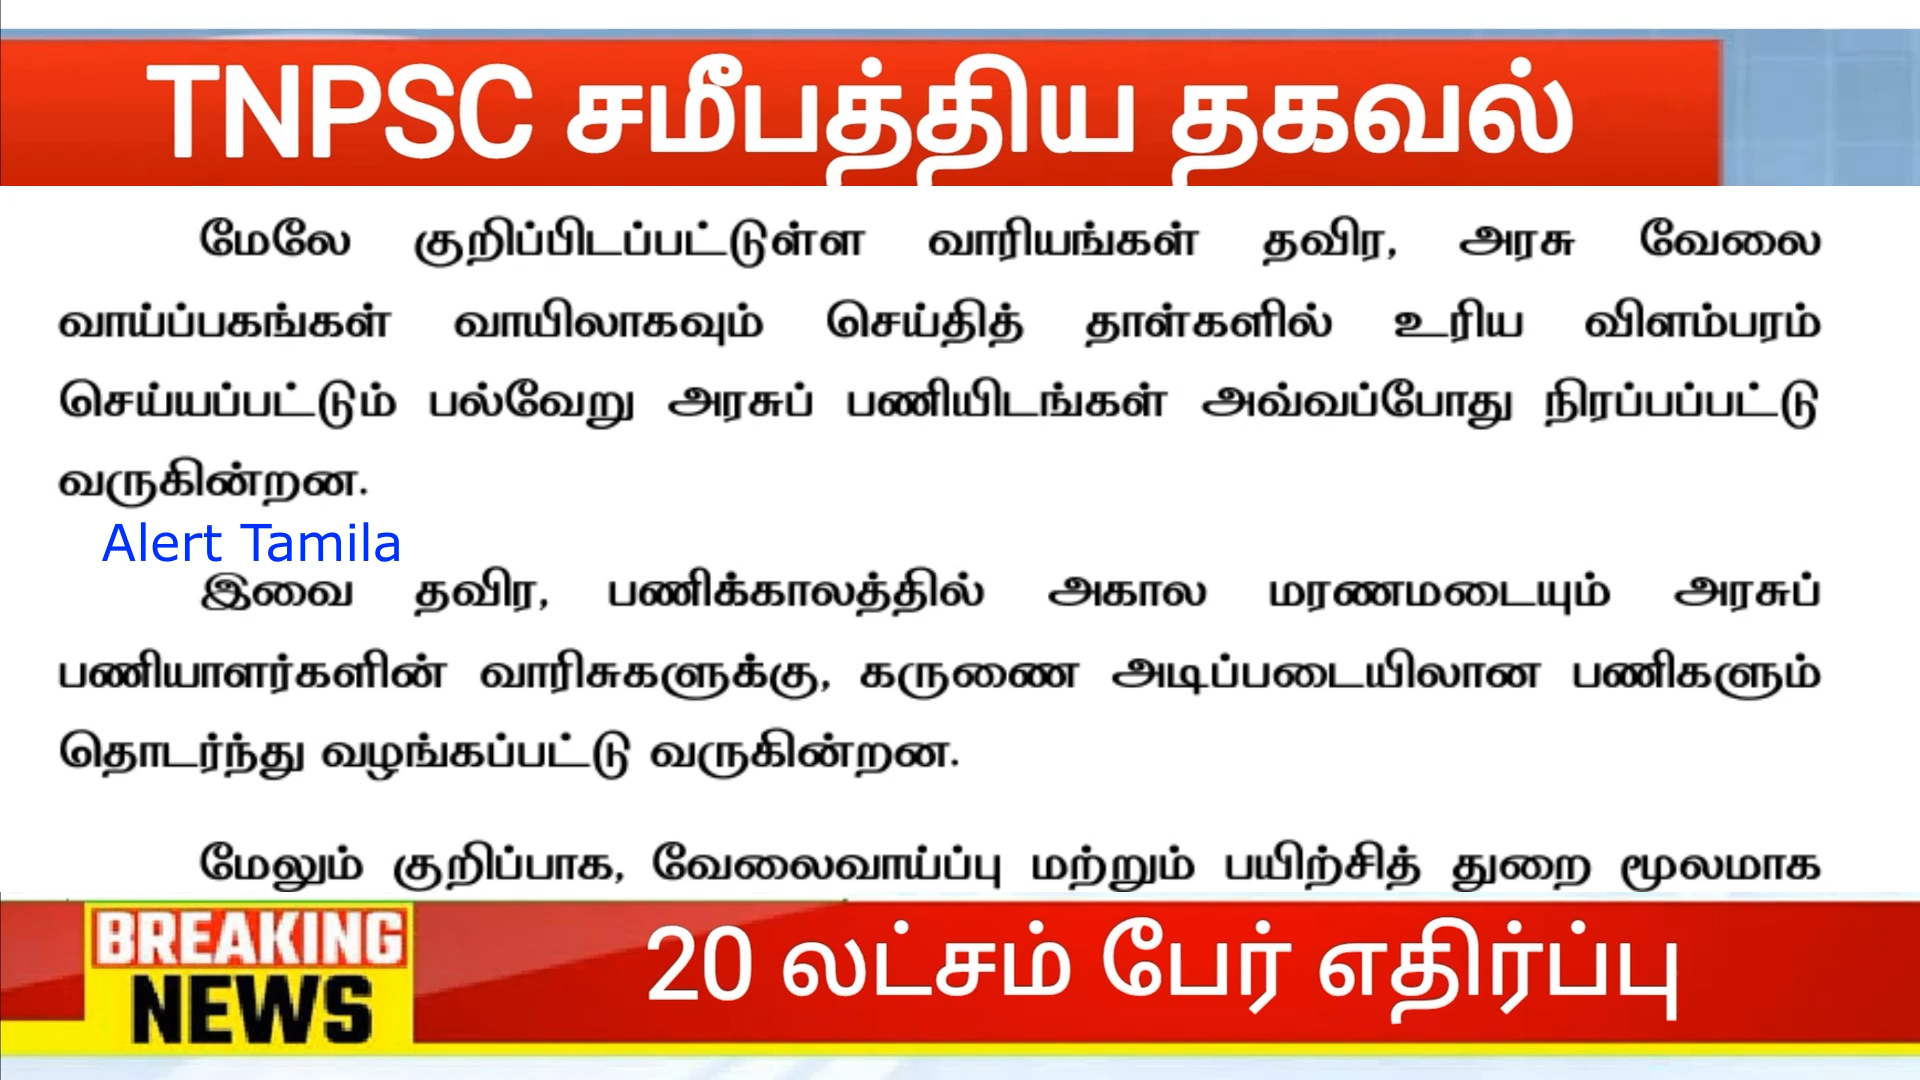 TNPSC சமீபத்திய தகவல்
மேலே குறிப்பிடப்பட்டுள்ள வாரியங்கள் தவிர, அரசு வேலை
வாய்ப்பகங்கள் வாயிலாகவும் செய்தித் தாள்களில் உரிய விளம்பரம்
செய்யப்பட்டும் பல்வேறு அரசுப் பணியிடங்கள் அவ்வப்போது நிரப்பப்பட்டு
வருகின்றன.
Alert Tamila
இவை தவிர, பணிக்காலத்தில் அகால மரணமடையும் அரசுப்
பணியாளர்களின் வாரிசுகளுக்கு, கருணை அடிப்படையிலான பணிகளும்
தொடர்ந்து வழங்கப்பட்டு வருகின்றன.
மேலும் குறிப்பாக, வேலைவாய்ப்பு மற்றும் பயிற்சித் துறை மூலமாக
BREAKING
NEWS
20 லட்சம் பேர் எதிர்ப்பு